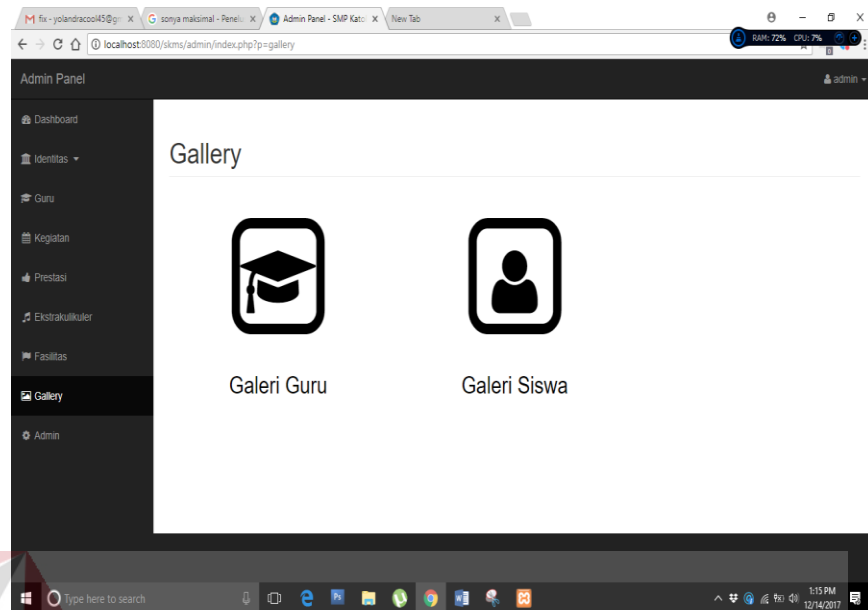 fix - yolandracool45@g
sonya maksimal - Penel
Admin Panel - SMP Kato
New Tab
localhost:8080/skms/admin/index.php?p=gallery
RAM: 72% CPU: 7%
Admin Panel
admin
Dashboard
Identitas
Guru
Kegiatan
Prestasi
Ekstrakulikuler
Fasilitas
Gallery
Admin
Gallery
Galeri Guru
Galeri Siswa
Type here to search
1:15 PM
12/14/2017